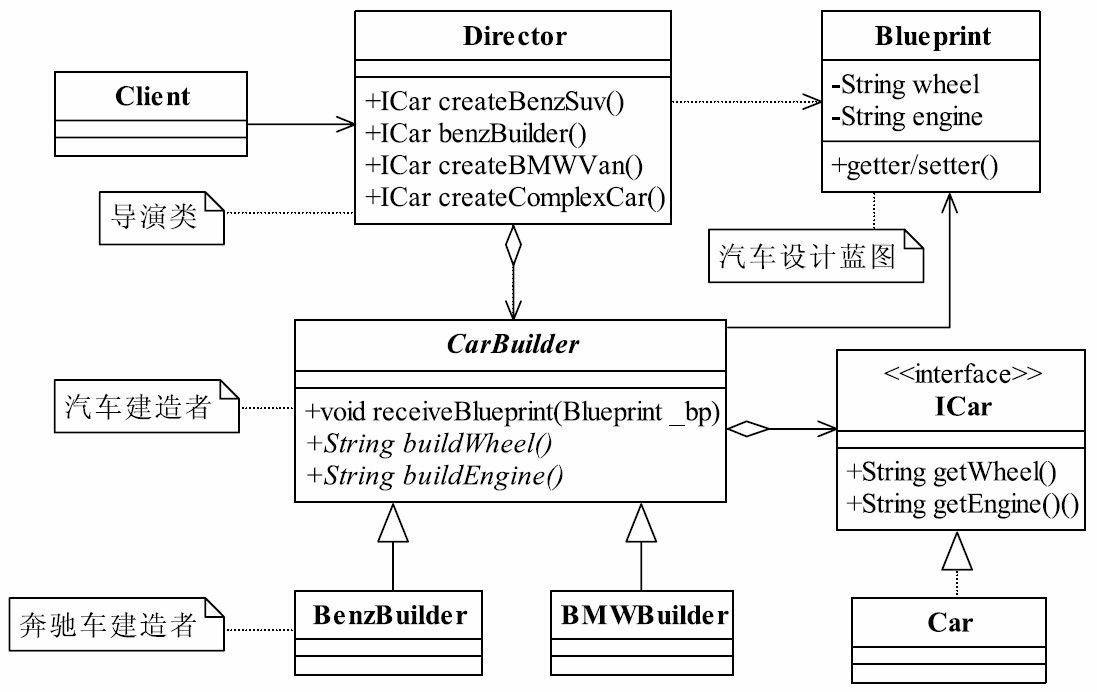 Client
Director
+ICar createBenzSuv()
+ICar benzBuilder()
+ICar createBMWVan()
+ICar createComplexCar()
Blueprint
-String wheel
-String engine
+getter/setter()
导演类
汽车设计蓝图
CarBuilder
+void receiveBlueprint(Blueprint _bp)
+String buildWheel()
+String buildEngine()
汽车建造者
<<interface>>
ICar
+String getWheel()
+String getEngine()()
奔驰车建造者
BenzBuilder
BMWBuilder
Car